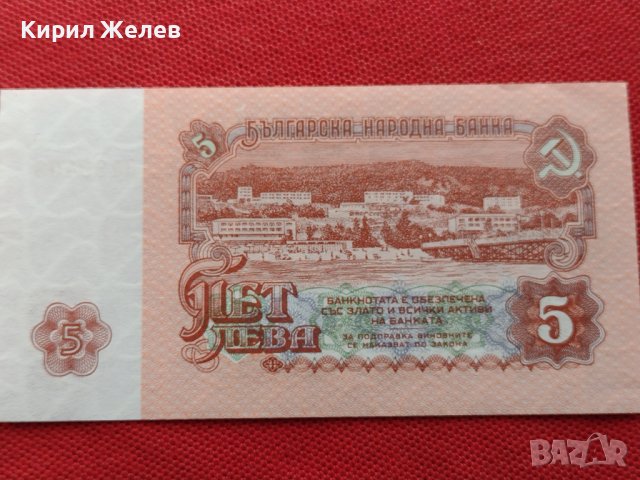 Кирил Желев
5 БЪЛГАРСКА НАРОДНА БАНКА
БАНКНОТАТА Е ОБЕЗПЕЧЕНА
СЪС ЗЛАТО И ВСИЧКИ АКТИВИ
НА БАНКАТА
ЗА ПОДПРАВКА ВИНОВНИТЕ
СЕ НАКАЗВАТ ПО ЗАКОНА
ПЕТ
ЛЕВА
5
5
BAZAR